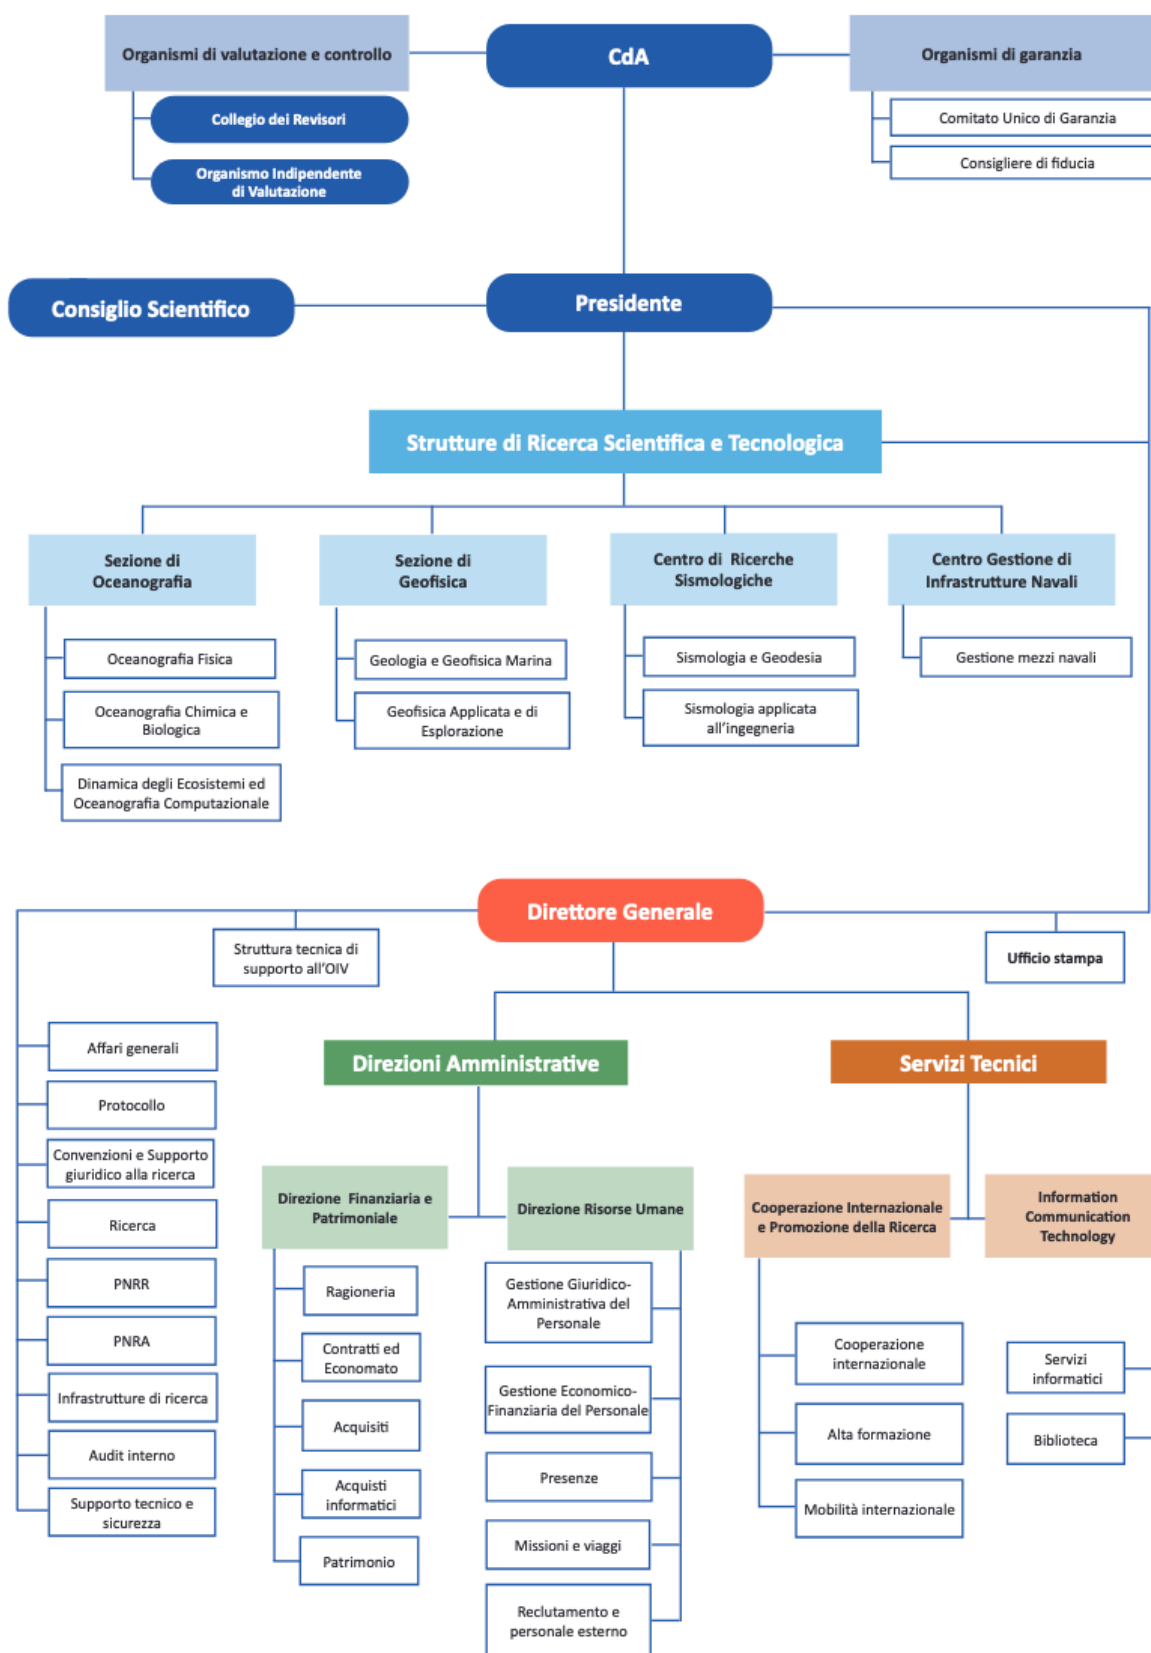 Organismi di valutazione e controllo
CdA
Organismi di garanzia
Collegio dei Revisori
Comitato Unico di Garanzia
Organismo Indipendente
di Valutazione
Consigliere di fiducia
Consiglio Scientifico
Presidente
Strutture di Ricerca Scientifica e Tecnologica
Sezione di
Oceanografia
Sezione di
Geofisica
Centro di Ricerche
Sismologiche
Centro Gestione di
Infrastrutture Navali
Oceanografia Fisica
Oceanografia Chimica e
Biologica
Dinamica degli Ecosistemi ed
Oceanografia Computazionale
Geologia e Geofisica Marina
Geofisica Applicata e di
Esplorazione
Sismologia e Geodesia
Sismologia applicata
all'ingegneria
Gestione mezzi navali
Direttore Generale
Struttura tecnica di
supporto all'OIV
Ufficio stampa
Affari generali
Protocollo
Convenzioni e Supporto
giuridico alla ricerca
Ricerca
PNRR
PNRA
Infrastrutture di ricerca
Audit interno
Supporto tecnico e
sicurezza
Direzioni Amministrative
Direzione Finanziaria e
Patrimoniale
Ragioneria
Contratti ed
Economato
Acquisiti
Acquisti
informatici
Patrimonio
Direzione Risorse Umane
Gestione Giuridico-
Amministrativa del
Personale
Gestione Economico-
Finanziaria del Personale
Presenze
Missioni e viaggi
Reclutamento e
personale esterno
Servizi Tecnici
Cooperazione Internazionale
e Promozione della Ricerca
Cooperazione
internazionale
Alta formazione
Mobilità internazionale
Information
Communication
Technology
Servizi
informatici
Biblioteca